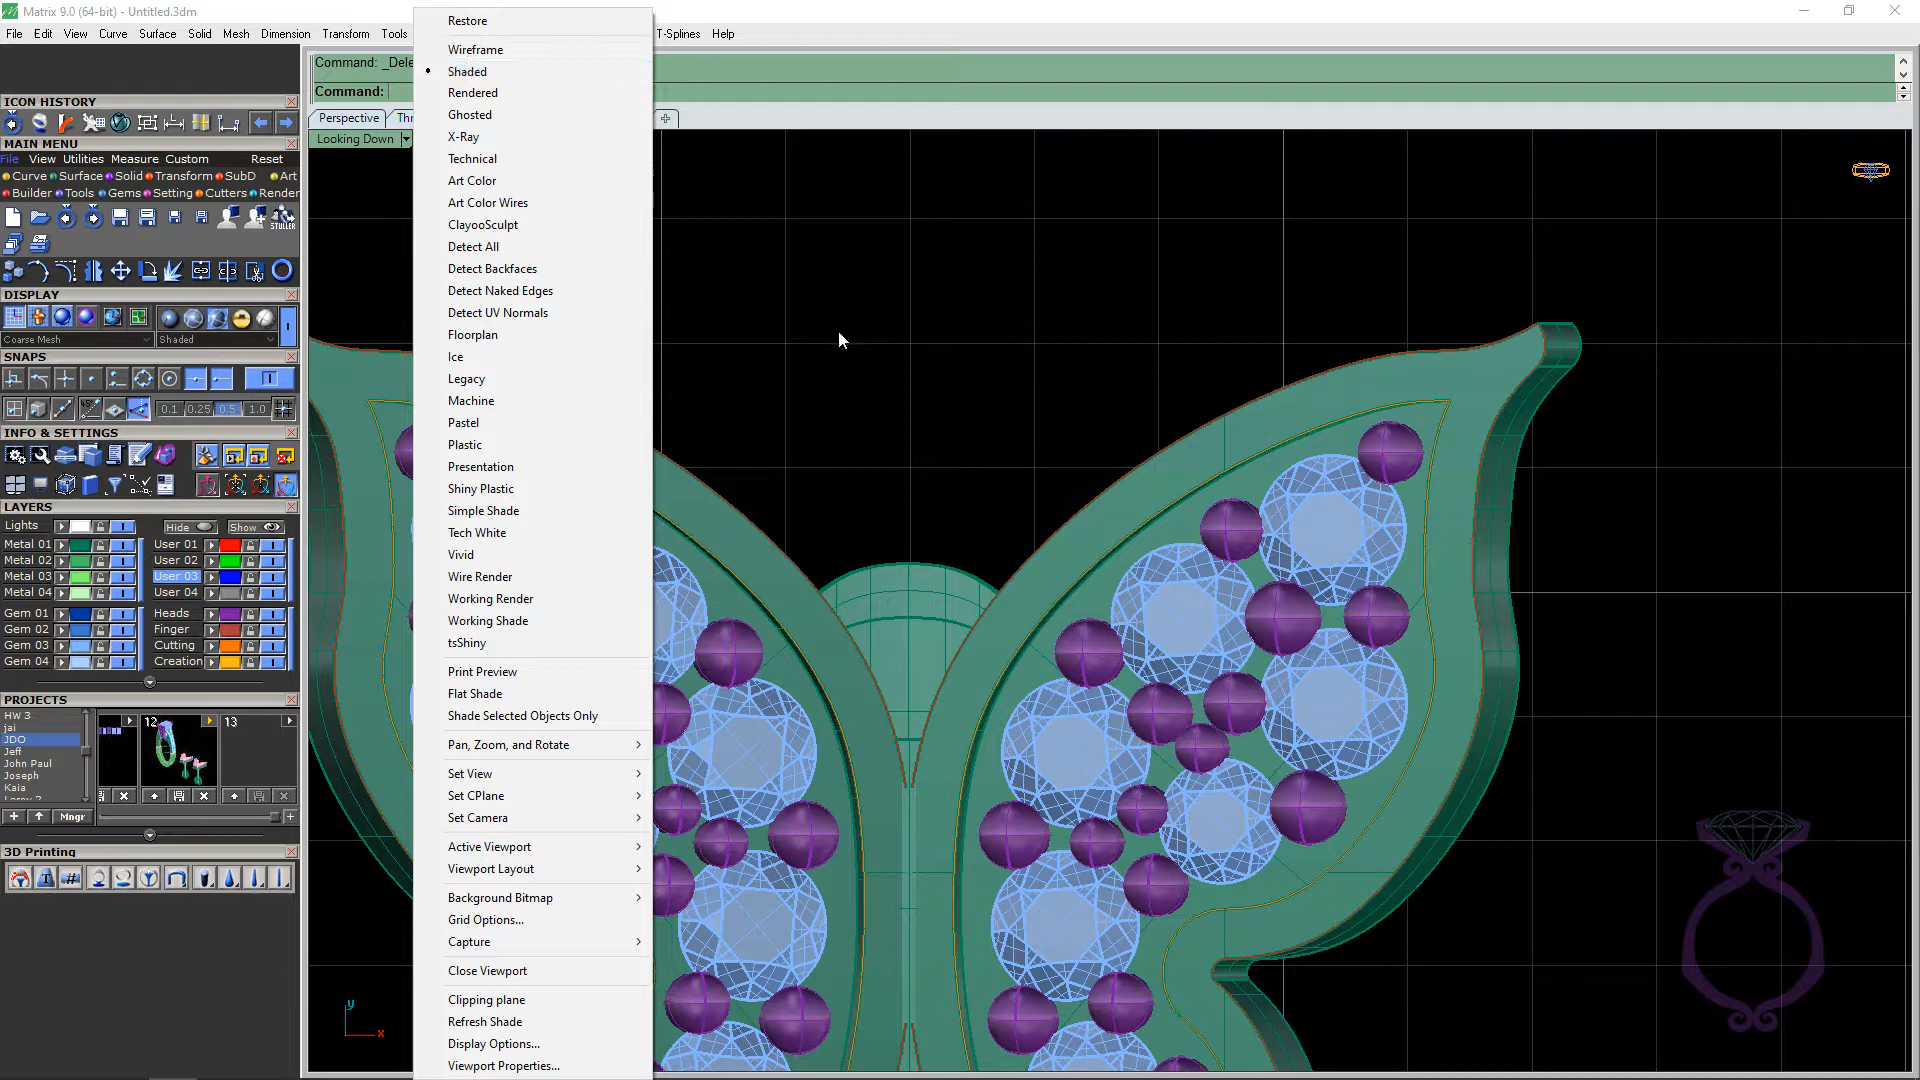 Matrix 9.0 (64-bit) - Untitled.3dm
File Edit View Curve Surface Solid Mesh Dimension Transform Tools T-Splines Help
Command: _Dele
Command:
Perspective Thr
Looking Down
ICON HISTORY
MAIN MENU
File View Utilities Measure Custom Reset
Curve Surface Solid Transform SubD Art
Builder Tools Gems Setting Cutters Render
STULLER
DISPLAY
Coarse Mesh Shaded
SNAPS
0.1 0.25 0.5 1.0
INFO & SETTINGS
LAYERS
Lights Hide Show
Metal 01 User 01
Metal 02 User 02
Metal 03 User 03
Metal 04 User 04
Gem 01 Heads
Gem 02 Finger
Gem 03 Cutting
Gem 04 Creation
PROJECTS
HW 3
jai
JDO
Jeff
John Paul
Joseph
Kaia
12 13
Mngr
3D Printing
Restore
Wireframe
Shaded
Rendered
Ghosted
X-Ray
Technical
Art Color
Art Color Wires
ClayooSculpt
Detect All
Detect Backfaces
Detect Naked Edges
Detect UV Normals
Floorplan
Ice
Legacy
Machine
Pastel
Plastic
Presentation
Shiny Plastic
Simple Shade
Tech White
Vivid
Wire Render
Working Render
Working Shade
tsShiny
Print Preview
Flat Shade
Shade Selected Objects Only
Pan, Zoom, and Rotate
Set View
Set CPlane
Set Camera
Active Viewport
Viewport Layout
Background Bitmap
Grid Options...
Capture
Close Viewport
Clipping plane
Refresh Shade
Display Options...
Viewport Properties...
y
x